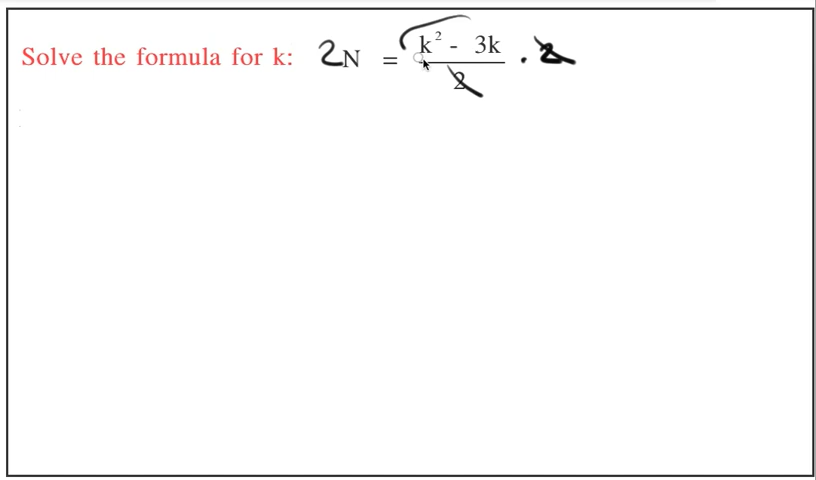 Solve the formula for k: 2N = (k² - 3k / 2 . 2